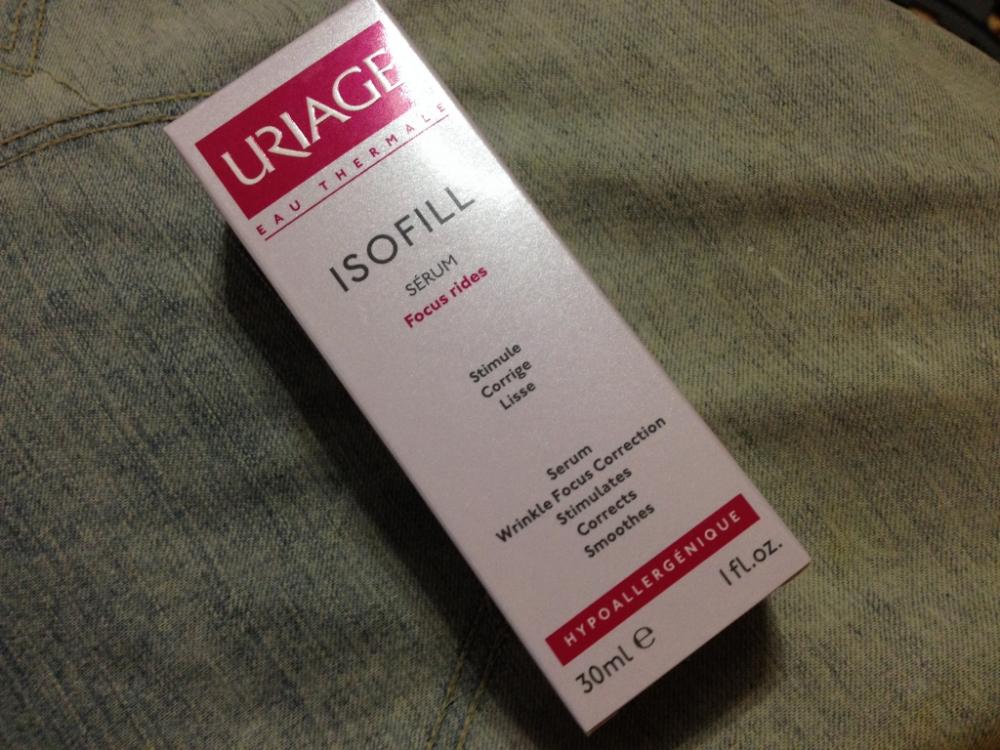 URIAGE
EAU THERMALE
ISOFILL
SÉRUM
Focus rides
Stimule
Corrige
Lisse
Serum
Wrinkle Focus Correction
Stimulates
Corrects
Smoothes
HYPOALLERGÉNIQUE
30ml ℮ 1 fl.oz.